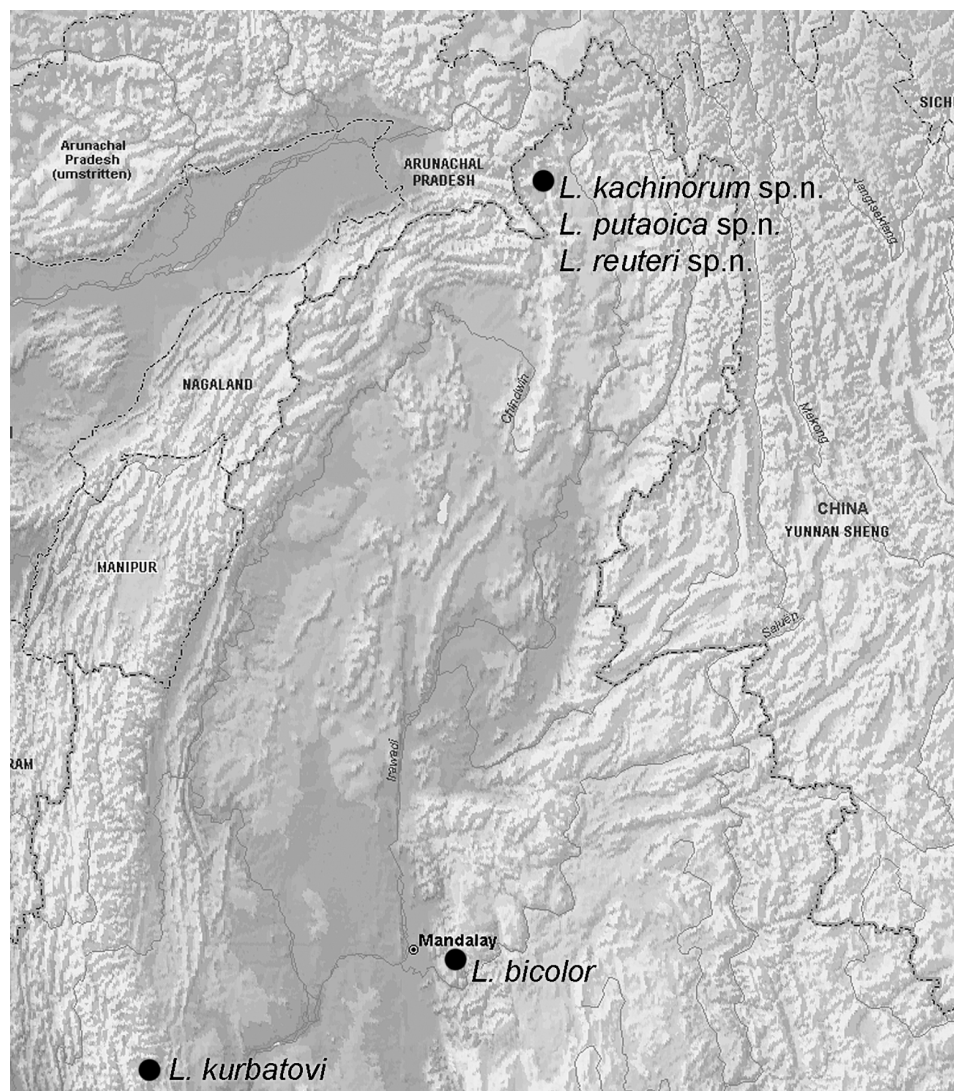 SICH
Arunachal
Pradesh
(umstritten)
ARUNACHAL
PRADESH
L. kachinorum sp.n.
L. putaoica sp.n.
L. reuteri sp.n.
Jangtsekiang
NAGALAND
Chindwin
Mekong
CHINA
YUNNAN SHENG
MANIPUR
Saluen
RAM
Irawadi
Mandalay
L. bicolor
L. kurbatovi